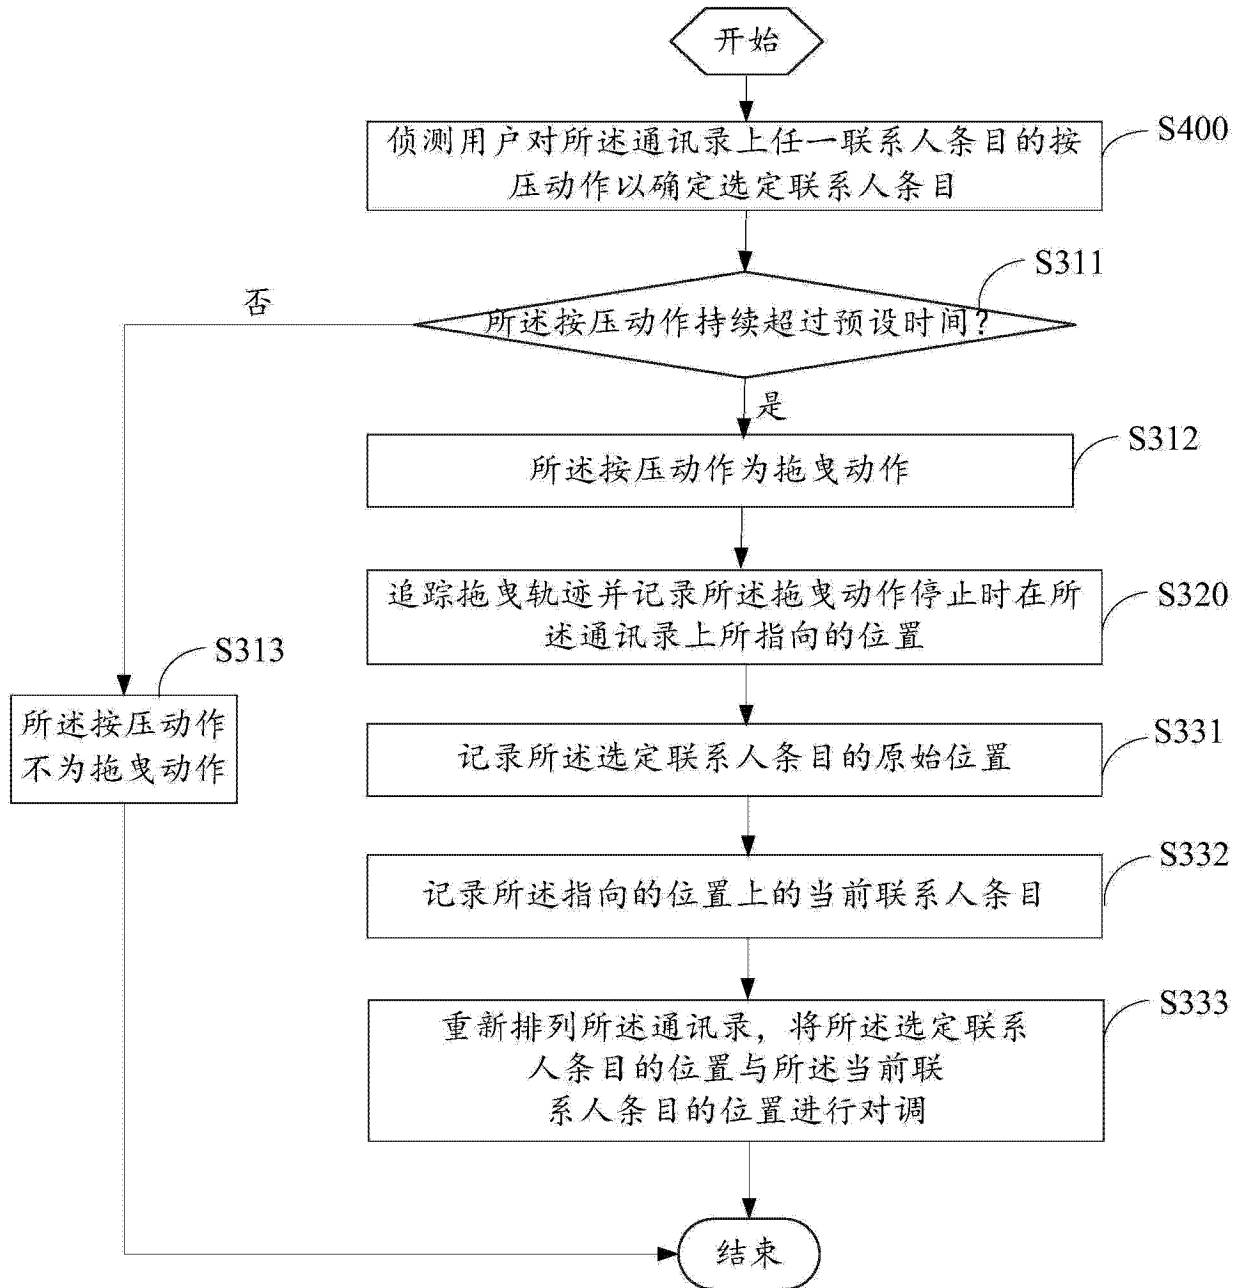 开始
侦测用户对所述通讯录上任一联系人条目的按
压动作以确定选定联系人条目
S400
所述按压动作持续超过预设时间?
S311
否
是
所述按压动作为拖曳动作
S312
追踪拖曳轨迹并记录所述拖曳动作停止时在所
述通讯录上所指向的位置
S320
所述按压动作
不为拖曳动作
S313
记录所述选定联系人条目的原始位置
S331
记录所述指向的位置上的当前联系人条目
S332
重新排列所述通讯录，将所述选定联系
人条目的位置与所述当前联
系人条目的位置进行对调
S333
结束